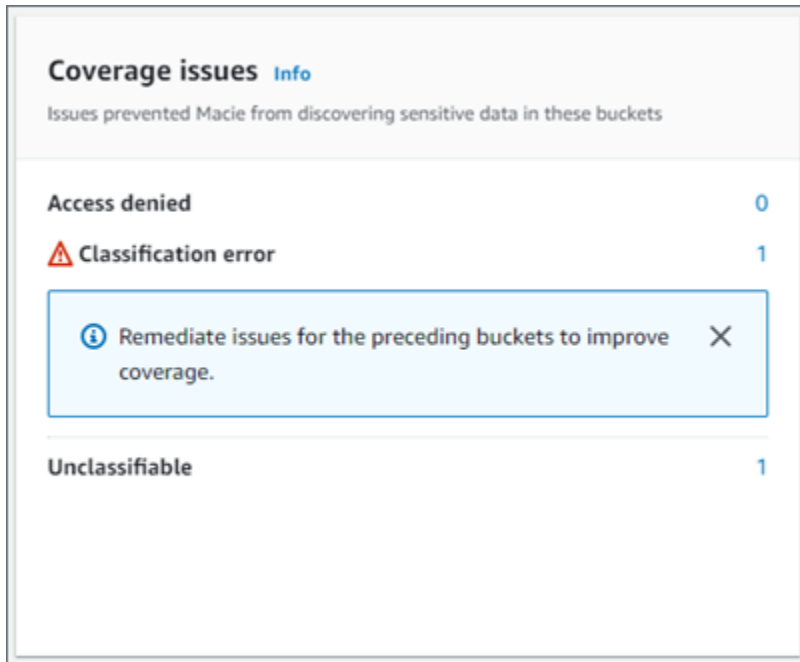 Coverage issues Info
Issues prevented Macie from discovering sensitive data in these buckets
Access denied 0
Classification error 1
Remediate issues for the preceding buckets to improve
coverage.
Unclassifiable 1